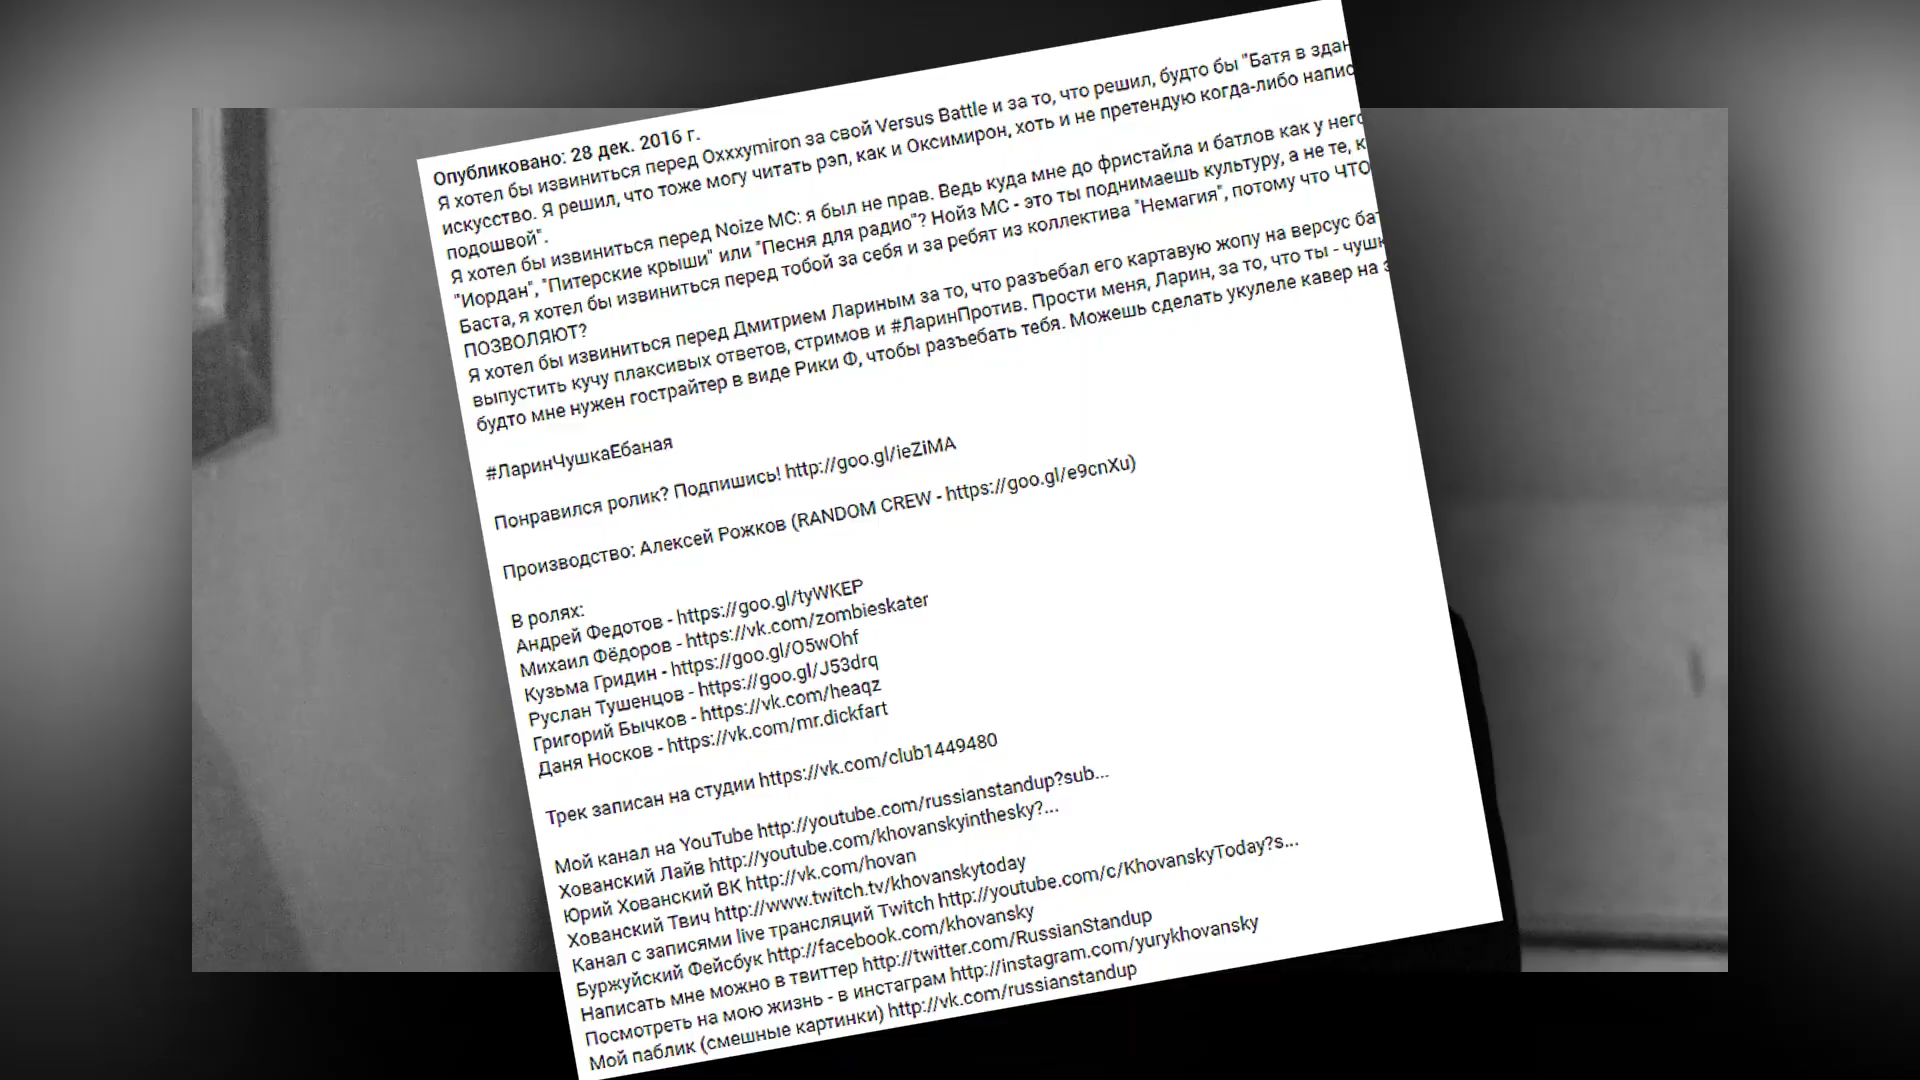 Опубликовано: 28 дек. 2016 г.
Я хотел бы извиниться перед Oxxxymiron за свой Versus Battle и за то, что решил, будто бы "Батя в здан
искусство. Я решил, что тоже могу читать рэп, как и Оксимирон, хоть и не претендую когда-либо напис
подошвой".
Я хотел бы извиниться перед Noize MC: я был не прав. Ведь куда мне до фристайла и батлов как у него
"Иордан", "Питерские крыши" или "Песня для радио"? Нойз МС - это ты поднимаешь культуру, а не те, к
Баста, я хотел бы извиниться перед тобой за себя и за ребят из коллектива "Немагия", потому что ЧТО
ПОЗВОЛЯЮТ?
Я хотел бы извиниться перед Дмитрием Лариным за то, что разъебал его картавую жопу на версус бат
выпустить кучу плаксивых ответов, стримов и #ЛаринПротив. Прости меня, Ларин, за то, что ты - чушк
будто мне нужен гострайтер в виде Рики Ф, чтобы разъебать тебя. Можешь сделать укулеле кавер на э
#ЛаринЧушкаЕбаная
Понравился ролик? Подпишись! http://goo.gl/ieZiMA
Производство: Алексей Рожков (RANDOM CREW - https://goo.gl/e9cnXu)
В ролях:
Андрей Федотов - https://goo.gl/tyWKEP
Михаил Фёдоров - https://vk.com/zombieskater
Кузьма Гридин - https://goo.gl/O5wOhf
Руслан Тушенцов - https://goo.gl/J53drq
Григорий Бычков - https://vk.com/heaqz
Даня Носков - https://vk.com/mr.dickfart
Трек записан на студии https://vk.com/club1449480
Мой канал на YouTube http://youtube.com/russianstandup?sub...
Хованский Лайв http://youtube.com/khovanskyinthesky?...
Юрий Хованский ВК http://vk.com/hovan
Хованский Твич http://www.twitch.tv/khovanskytoday
Канал с записями live трансляций Twitch http://youtube.com/c/KhovanskyToday?s...
Буржуйский Фейсбук http://facebook.com/khovansky
Написать мне можно в твиттер http://twitter.com/RussianStandup
Посмотреть на мою жизнь - в инстаграм http://instagram.com/yurykhovansky
Мой паблик (смешные картинки) http://vk.com/russianstandup